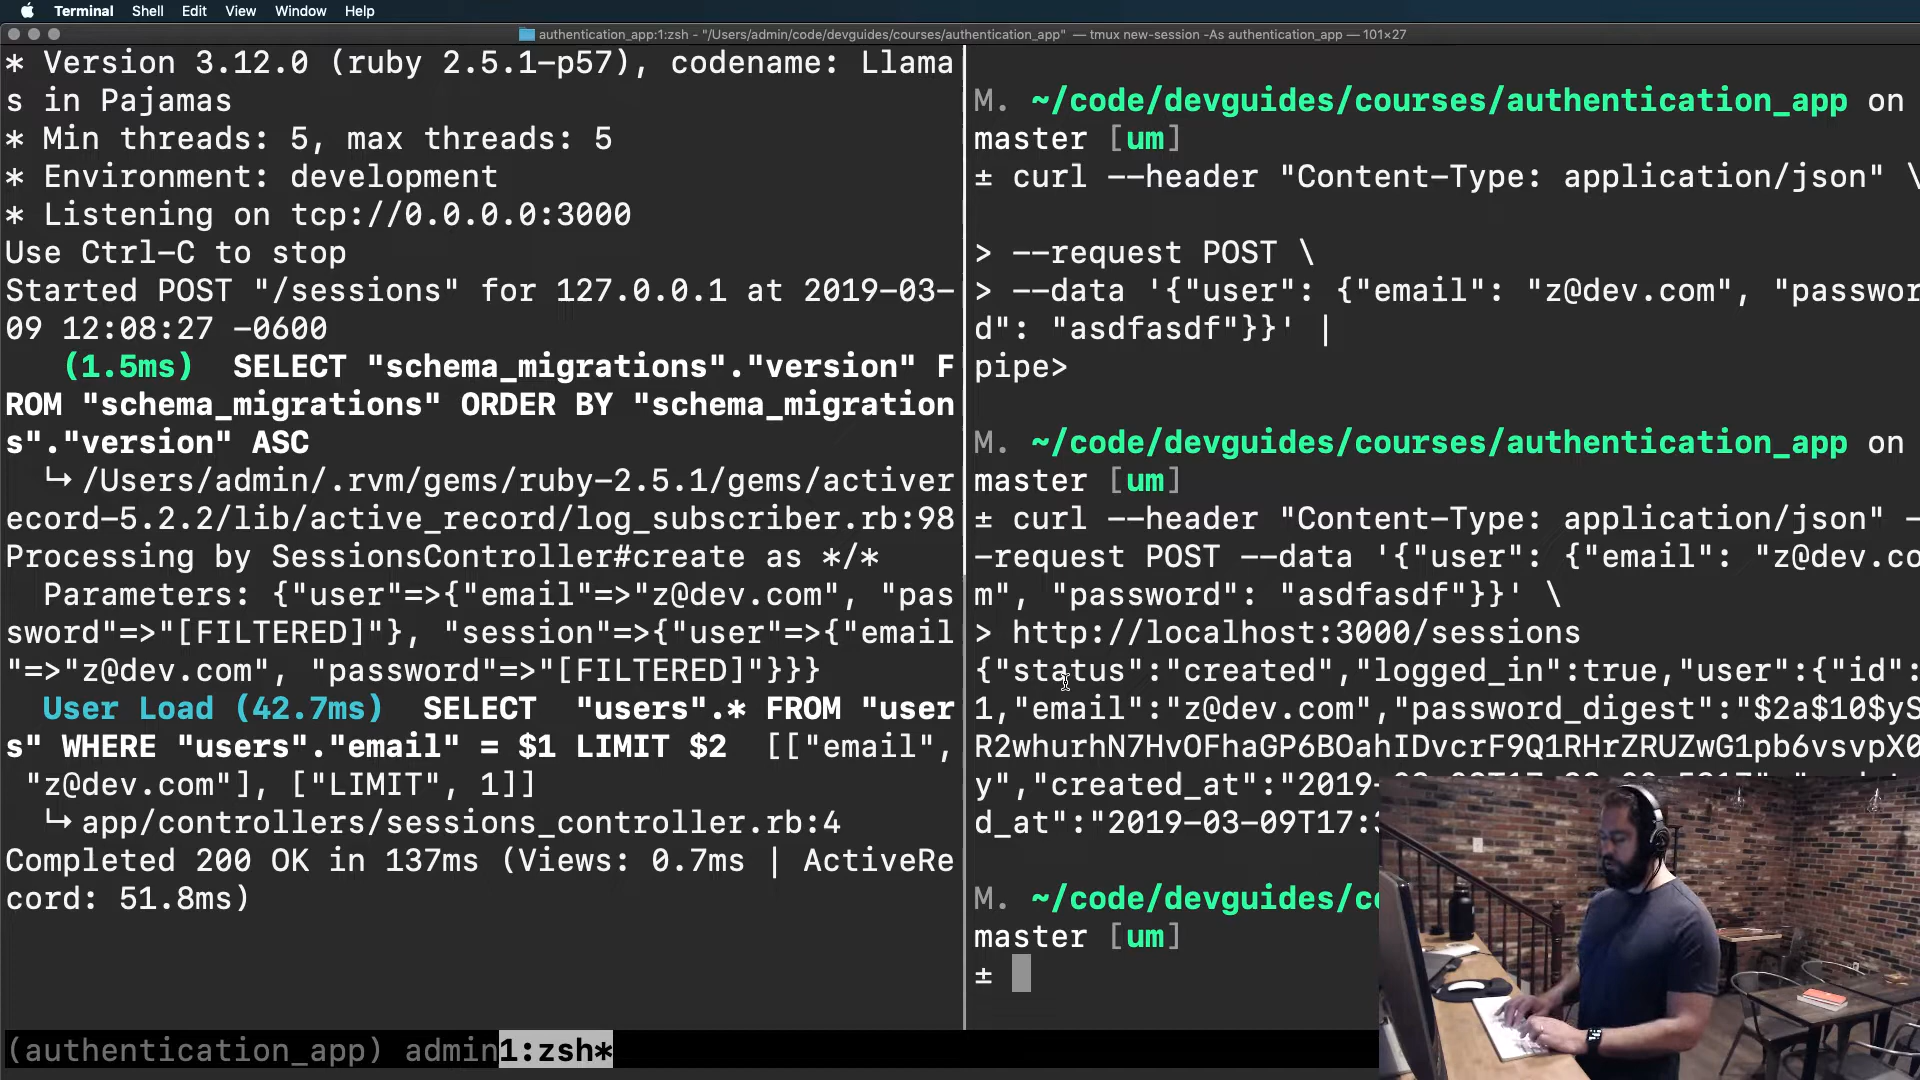 Terminal Shell Edit View Window Help
authentication_app:1:zsh - "/Users/admin/code/devguides/courses/authentication_app" — tmux new-session -As authentication_app — 101×27
* Version 3.12.0 (ruby 2.5.1-p57), codename: Llama
s in Pajamas
* Min threads: 5, max threads: 5
* Environment: development
* Listening on tcp://0.0.0.0:3000
Use Ctrl-C to stop
Started POST "/sessions" for 127.0.0.1 at 2019-03-
09 12:08:27 -0600
(1.5ms) SELECT "schema_migrations"."version" F
ROM "schema_migrations" ORDER BY "schema_migration
s"."version" ASC
↳ /Users/admin/.rvm/gems/ruby-2.5.1/gems/activer
ecord-5.2.2/lib/active_record/log_subscriber.rb:98
Processing by SessionsController#create as */*
Parameters: {"user"=>{"email"=>"z@dev.com", "pas
sword"=>"[FILTERED]"}, "session"=>{"user"=>{"email
"=>"z@dev.com", "password"=>"[FILTERED]"}}}
User Load (42.7ms) SELECT "users".* FROM "user
s" WHERE "users"."email" = $1 LIMIT $2 [["email",
"z@dev.com"], ["LIMIT", 1]]
↳ app/controllers/sessions_controller.rb:4
Completed 200 OK in 137ms (Views: 0.7ms | ActiveRe
cord: 51.8ms)
M. ~/code/devguides/courses/authentication_app on
master [um]
± curl --header "Content-Type: application/json" \
> --request POST \
> --data '{"user": {"email": "z@dev.com", "passwor
d": "asdfasdf"}}' |
pipe>
M. ~/code/devguides/courses/authentication_app on
master [um]
± curl --header "Content-Type: application/json" -
-request POST --data '{"user": {"email": "z@dev.co
m", "password": "asdfasdf"}}' \
> http://localhost:3000/sessions
{"status":"created","logged_in":true,"user":{"id":
1,"email":"z@dev.com","password_digest":"$2a$10$yS
R2whurhN7HvOFhaGP6BOahIDvcrF9Q1RHrZRUZwG1pb6vsvpX0
y","created_at":"2019-
d_at":"2019-03-09T17:3
M. ~/code/devguides/co
master [um]
±
(authentication_app) admin1:zsh*